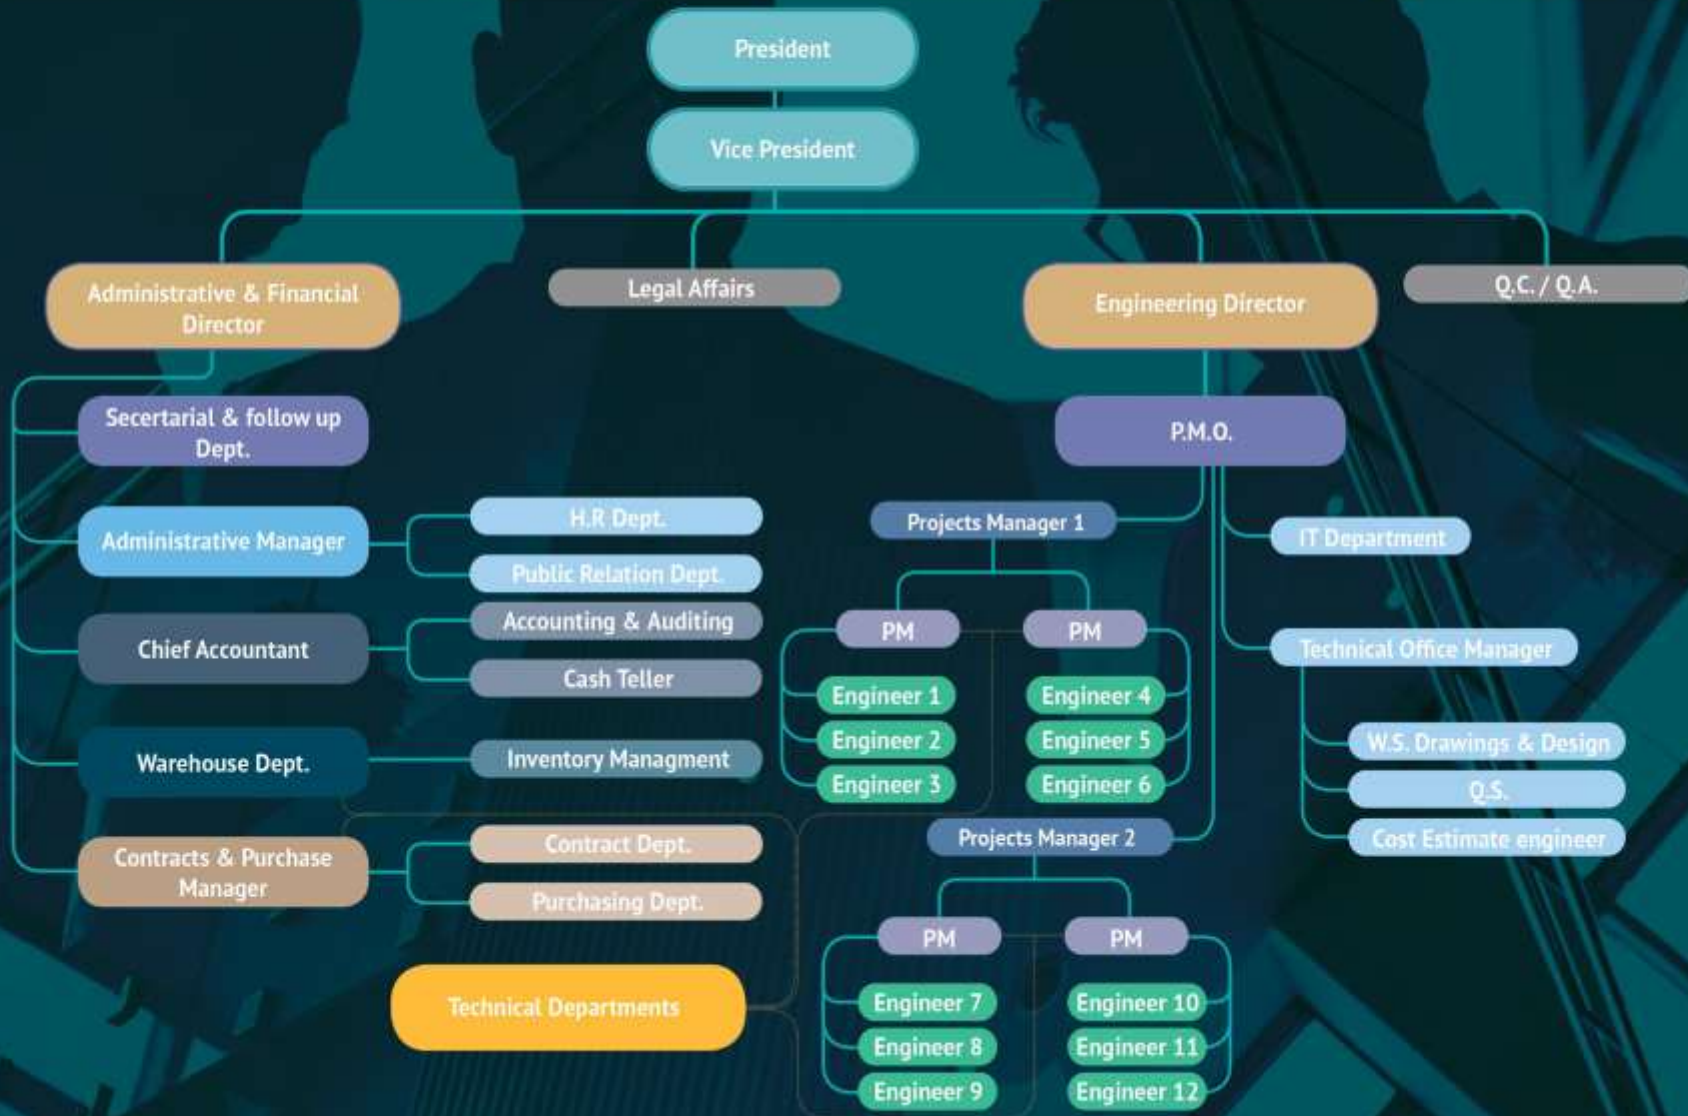 President
Vice President
Administrative & Financial
Director
Legal Affairs
Engineering Director
Q.C. / Q.A.
Secertarial & follow up
Dept.
Administrative Manager
H.R Dept.
Public Relation Dept.
Chief Accountant
Accounting & Auditing
Cash Teller
Warehouse Dept.
Inventory Managment
Contracts & Purchase
Manager
Contract Dept.
Purchasing Dept.
Technical Departments
P.M.O.
Projects Manager 1
PM
Engineer 1
Engineer 2
Engineer 3
PM
Engineer 4
Engineer 5
Engineer 6
Projects Manager 2
PM
Engineer 7
Engineer 8
Engineer 9
PM
Engineer 10
Engineer 11
Engineer 12
IT Department
Technical Office Manager
W.S. Drawings & Design
Q.S.
Cost Estimate engineer